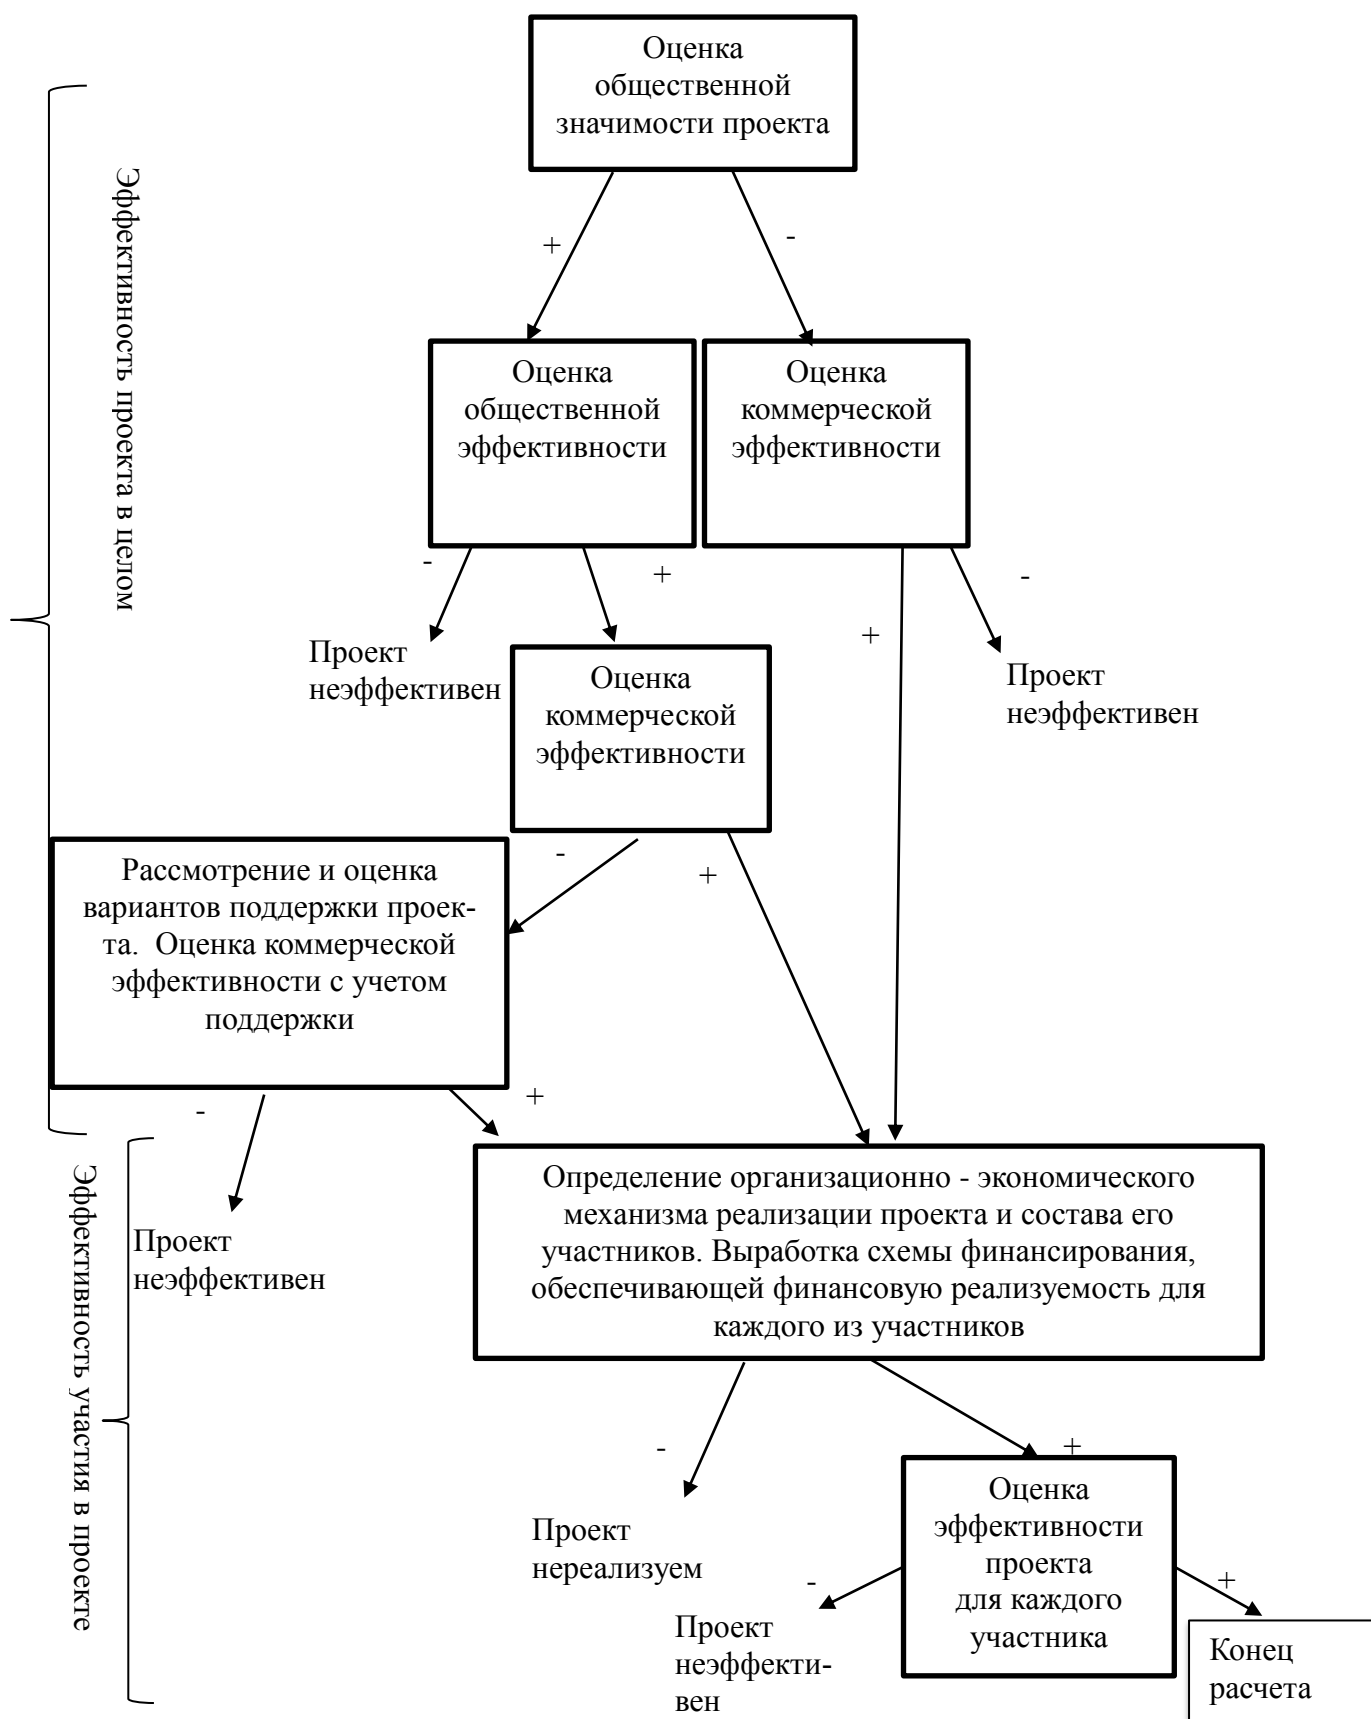 Оценка
общественной
значимости проекта
+
-
Эффективность проекта в целом
Оценка
общественной
эффективности
Оценка
коммерческой
эффективности
-
+
+
-
Проект
неэффективен
Оценка
коммерческой
эффективности
Проект
неэффективен
-
+
Рассмотрение и оценка
вариантов поддержки проек-
та. Оценка коммерческой
эффективности с учетом
поддержки
-
+
Эффективность участия в проекте
Проект
неэффективен
Определение организационно - экономического
механизма реализации проекта и состава его
участников. Выработка схемы финансирования,
обеспечивающей финансовую реализуемость для
каждого из участников
-
+
Проект
нереализуем
Оценка
эффективности
проекта
для каждого
участника
-
+
Проект
неэффекти-
вен
Конец
расчета